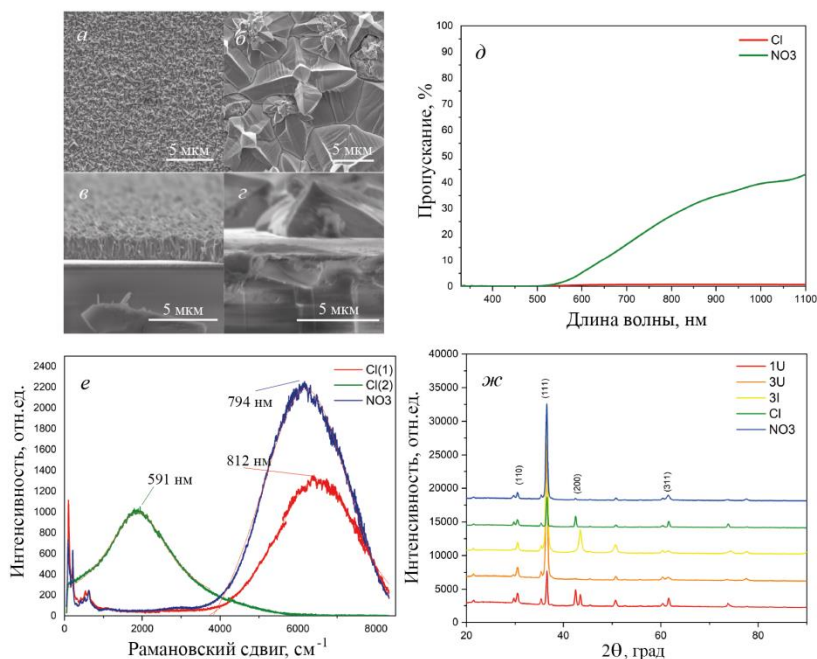 а
б
5 мкм
5 мкм
в
г
5 мкм
5 мкм
д
Cl
NO3
Пропускание, %
100
90
80
70
60
50
40
30
20
10
0
400 500 600 700 800 900 1000 1100
Длина волны, нм
е
Cl(1)
Cl(2)
NO3
794 нм
812 нм
591 нм
Интенсивность, отн.ед.
2400
2200
2000
1800
1600
1400
1200
1000
800
600
400
200
0
0 2000 4000 6000 8000
Рамановский сдвиг, см-1
ж
1U
3U
3I
Cl
NO3
(111)
(110)
(200)
(311)
Интенсивность, отн.ед.
40000
35000
30000
25000
20000
15000
10000
5000
0
20 40 60 80
2θ, град